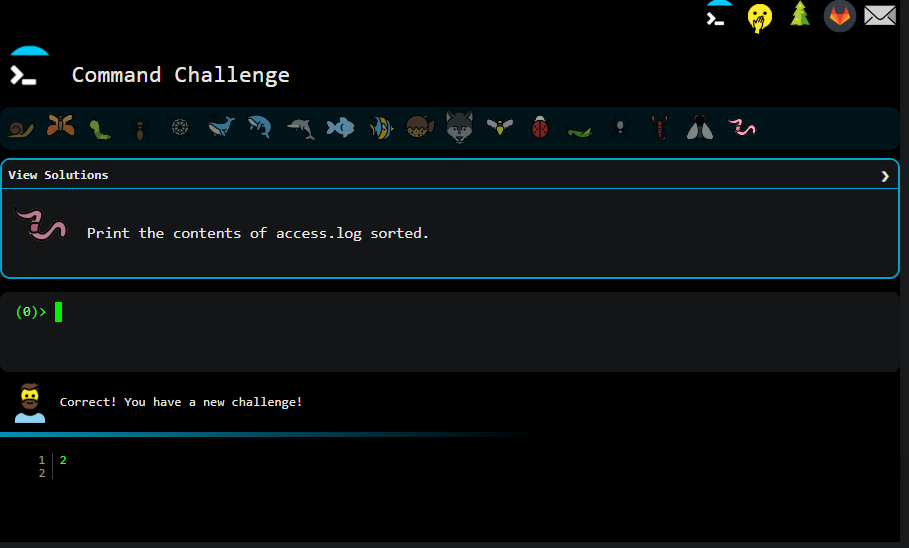 Command Challenge
View Solutions
Print the contents of access.log sorted.
(0)>
Correct! You have a new challenge!
1 2
2